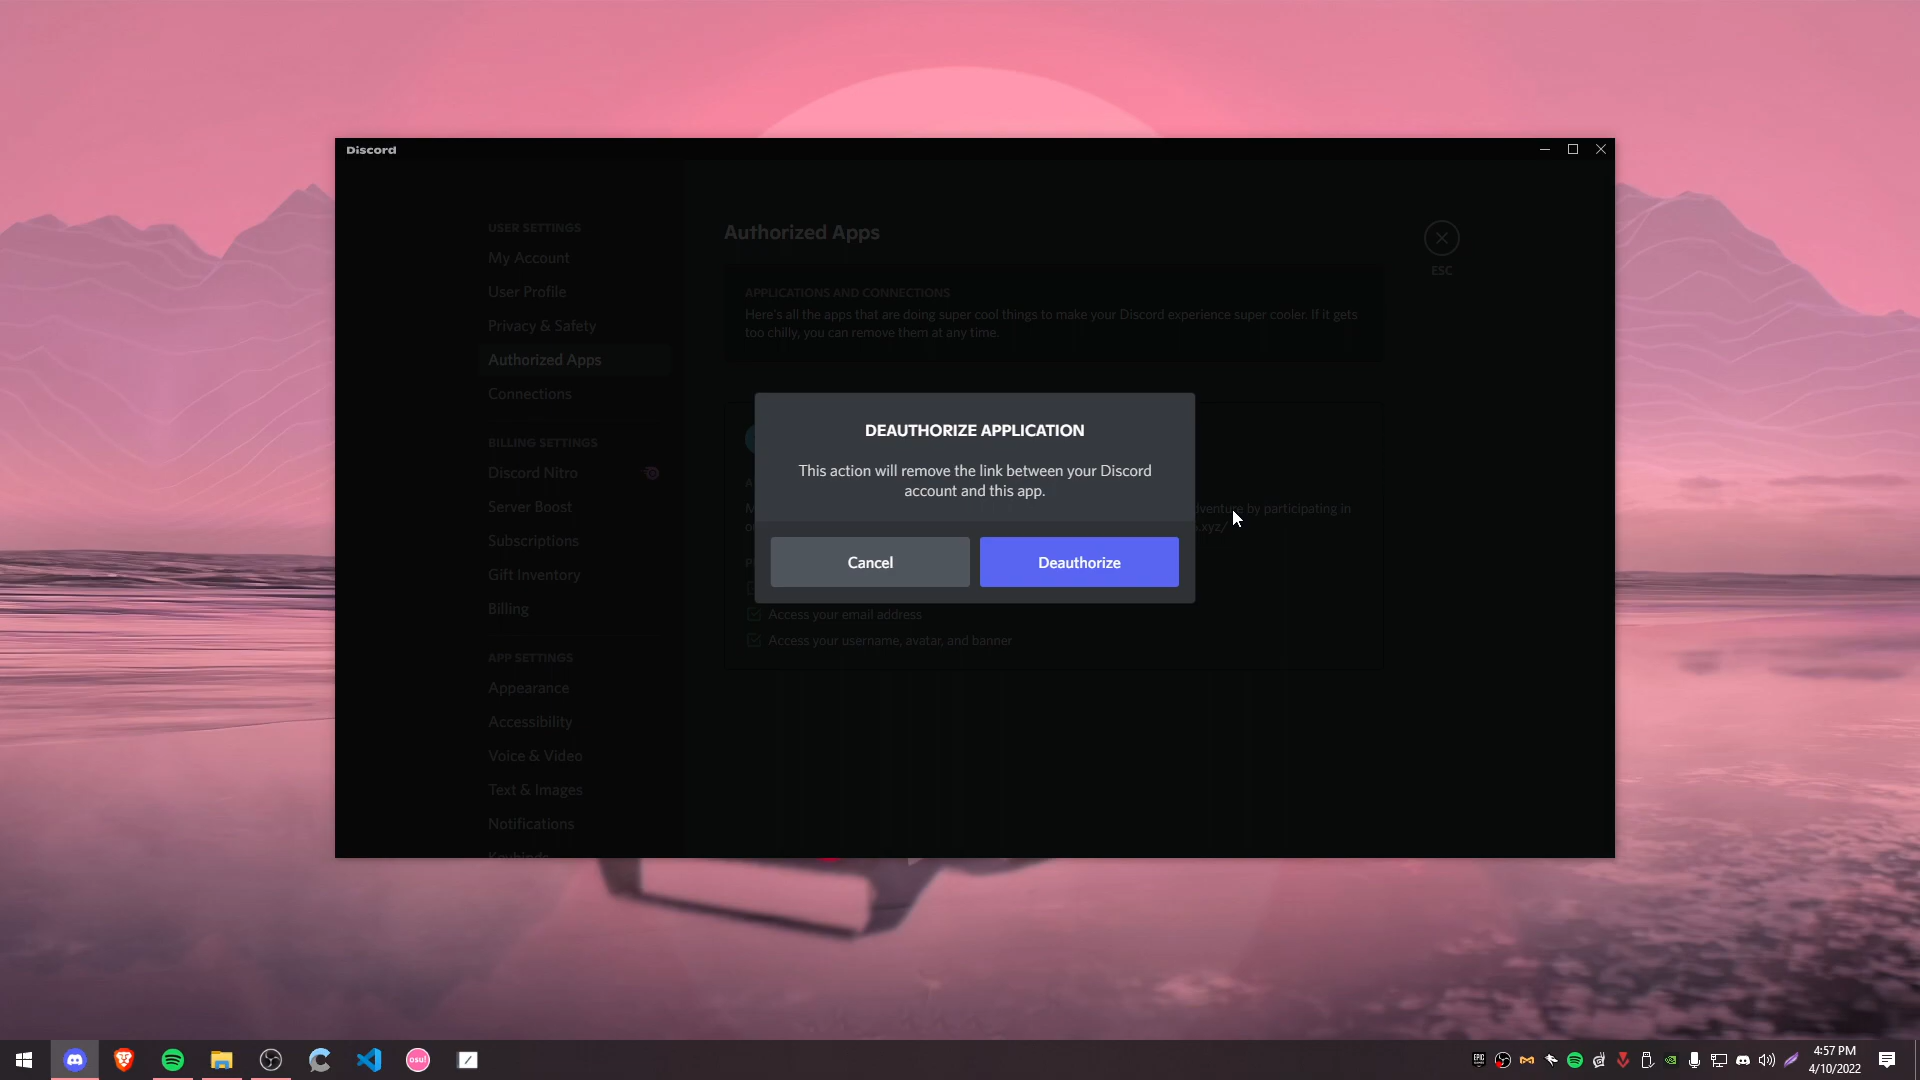 Discord
USER SETTINGS
My Account
User Profile
Privacy & Safety
Authorized Apps
Connections
BILLING SETTINGS
Discord Nitro
Server Boost
Subscriptions
Gift Inventory
Billing
APP SETTINGS
Appearance
Accessibility
Voice & Video
Text & Images
Notifications
Keybinds
Authorized Apps
ESC
APPLICATIONS AND CONNECTIONS
Here's all the apps that are doing super cool things to make your Discord experience super cooler. If it gets
too chilly, you can remove them at any time.
DEAUTHORIZE APPLICATION
This action will remove the link between your Discord
account and this app.
Cancel
Deauthorize
by participating in
.xyz/
Access your email address
Access your username, avatar, and banner
osu!
EPIC
4:57 PM
4/10/2022